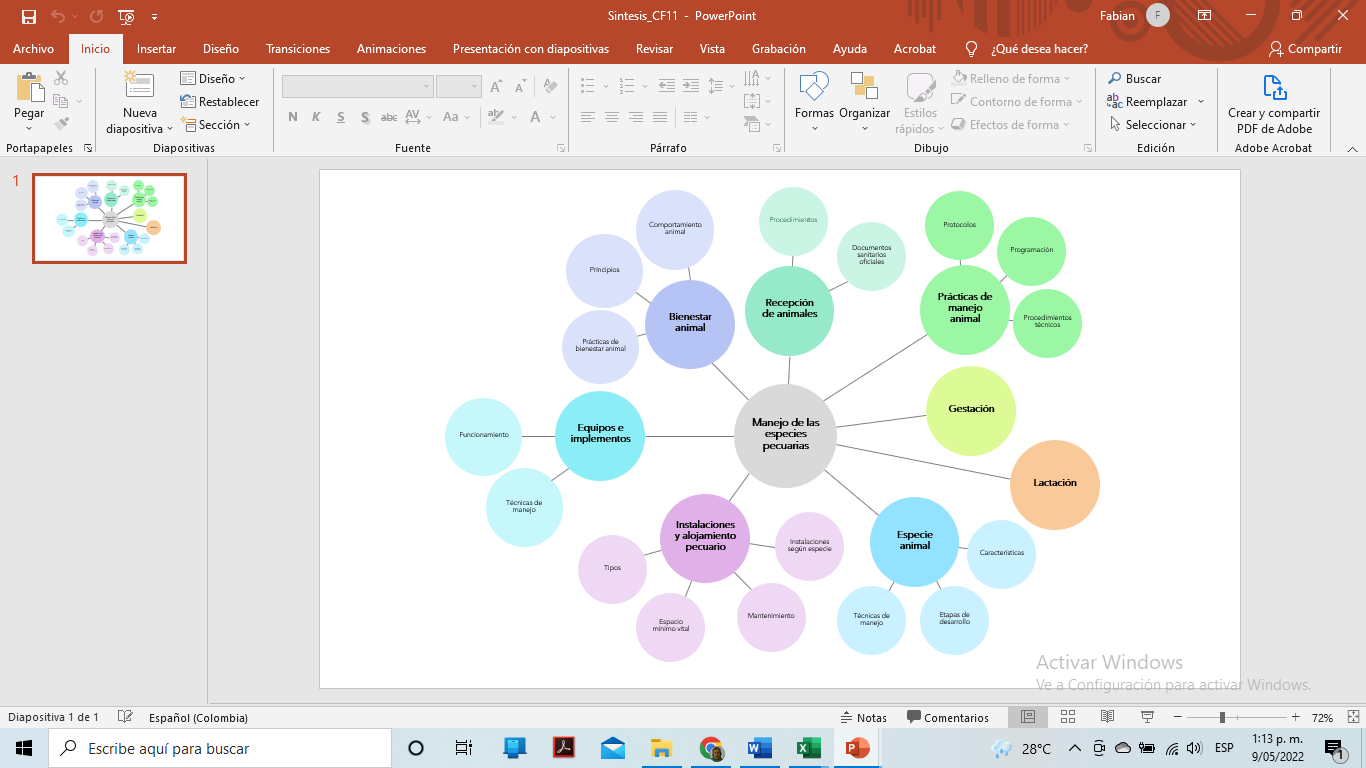 Sintesis_CF11 - PowerPoint
Fabian
F
Archivo
Inicio
Insertar
Diseño
Transiciones
Animaciones
Presentación con diapositivas
Revisar
Vista
Grabación
Ayuda
Acrobat
¿Qué desea hacer?
Compartir
Pegar
Portapapeles
Nueva
diapositiva
Diseño
Restablecer
Sección
Diapositivas
N K S S abc AV Aa A
Fuente
Párrafo
Formas
Organizar
Estilos
rápidos
Relleno de forma
Contorno de forma
Efectos de forma
Dibujo
Buscar
Reemplazar
Seleccionar
Edición
Crear y compartir
PDF de Adobe
Adobe Acrobat
1
Comportamiento
animal
Principios
Prácticas de
bienestar animal
Bienestar
animal
Procedimientos
Documentos
sanitarios
oficiales
Recepción
de animales
Protocolos
Programación
Procedimientos
técnicos
Prácticas de
manejo
animal
Gestación
Lactación
Manejo de las
especies
pecuarias
Equipos e
implementos
Funcionamiento
Técnicas de
manejo
Instalaciones
y alojamiento
pecuario
Instalaciones
según especie
Tipos
Espacio
mínimo vital
Mantenimiento
Especie
animal
Características
Técnicas de
manejo
Etapas de
desarrollo
Activar Windows
Ve a Configuración para activar Windows.
Diapositiva 1 de 1
Español (Colombia)
Notas
Comentarios
72%
Escribe aquí para buscar
28°C
ESP
1:13 p. m.
9/05/2022
1